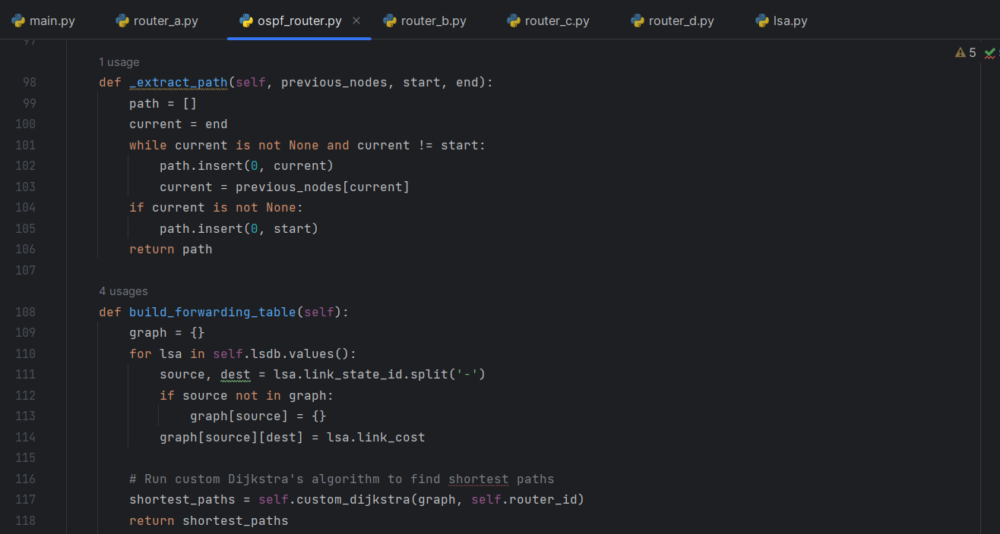 main.py router_a.py ospf_router.py router_b.py router_c.py router_d.py lsa.py
97
5
1 usage
98 def _extract_path(self, previous_nodes, start, end):
99 path = []
100 current = end
101 while current is not None and current != start:
102 path.insert(0, current)
103 current = previous_nodes[current]
104 if current is not None:
105 path.insert(0, start)
106 return path
107
4 usages
108 def build_forwarding_table(self):
109 graph = {}
110 for lsa in self.lsdb.values():
111 source, dest = lsa.link_state_id.split('-')
112 if source not in graph:
113 graph[source] = {}
114 graph[source][dest] = lsa.link_cost
115
116 # Run custom Dijkstra's algorithm to find shortest paths
117 shortest_paths = self.custom_dijkstra(graph, self.router_id)
118 return shortest_paths